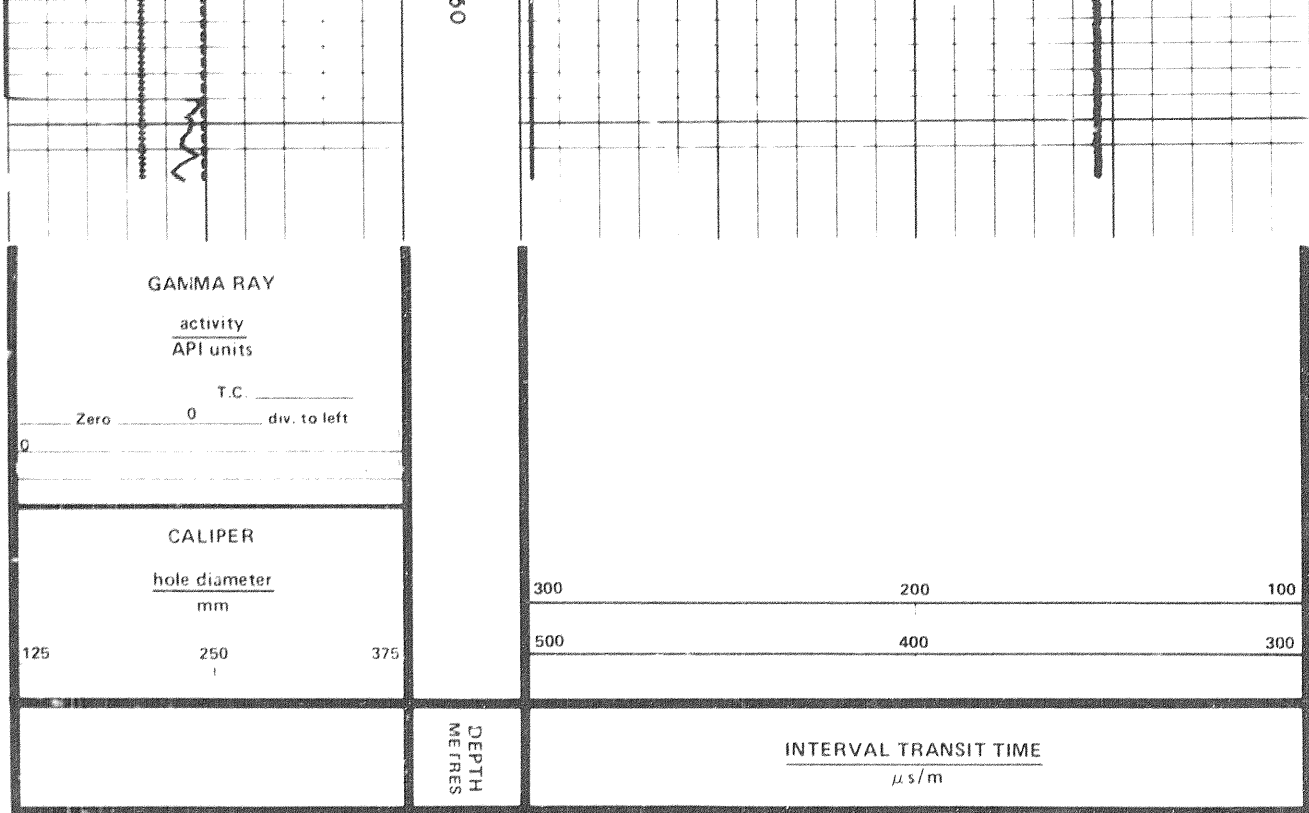 GAMMA RAY
activity
API units
T.C.
Zero 0 div. to left
0
CALIPER
hole diameter
mm
125 250 375
300 200 100
500 400 300
DEPTH
METRES
INTERVAL TRANSIT TIME
μs/m